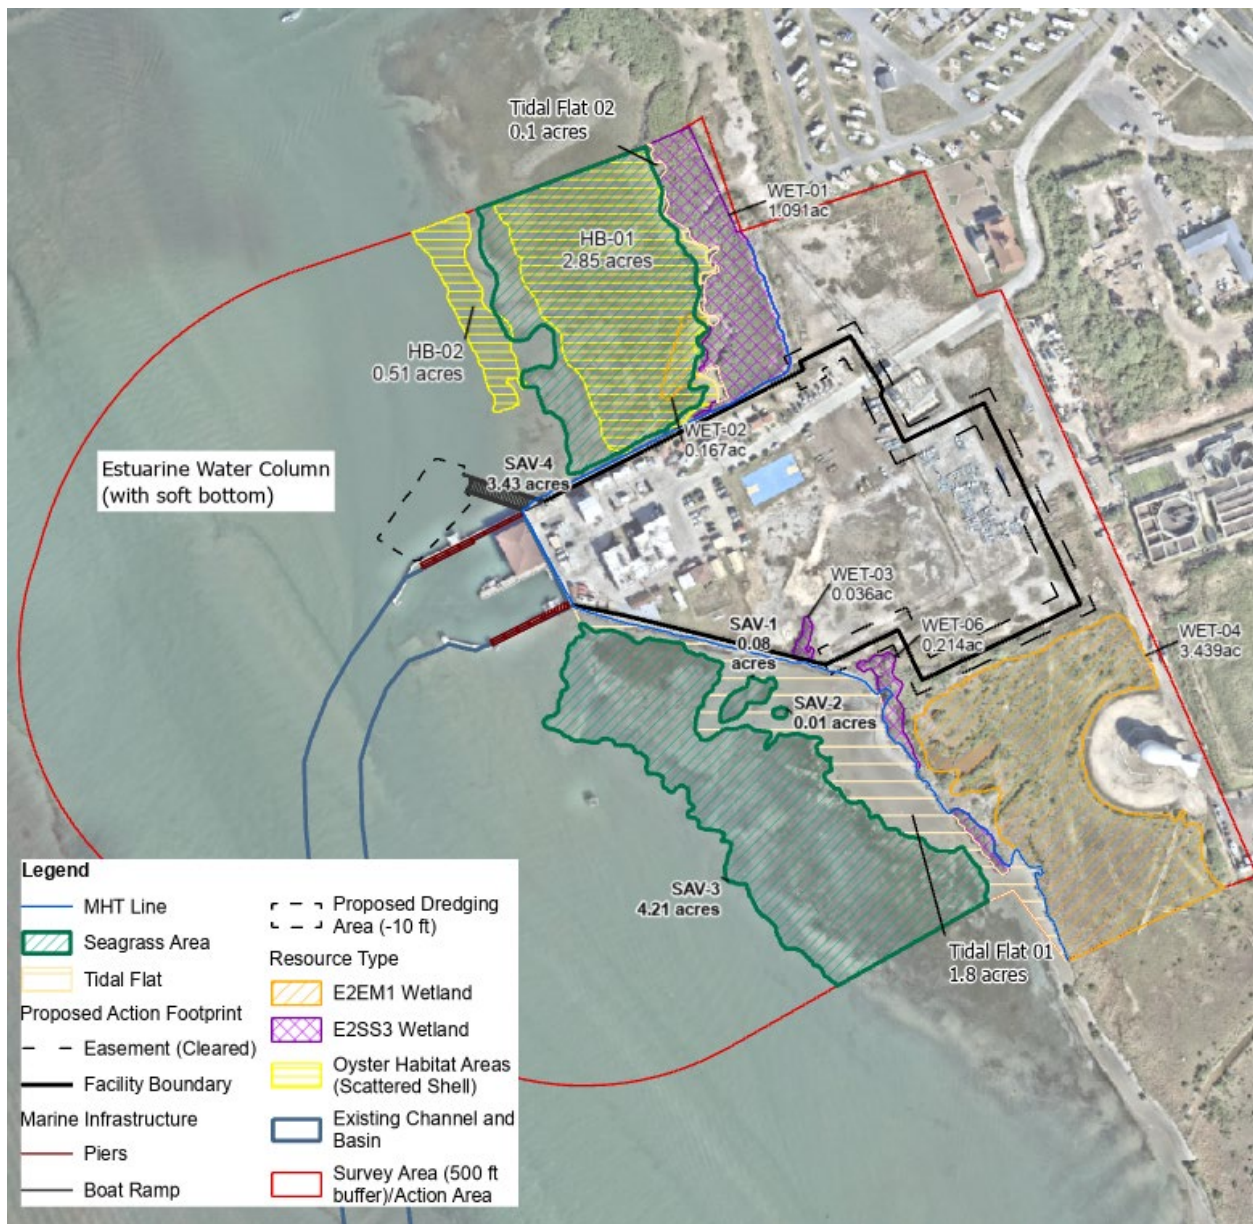 Tidal Flat 02
0.1 acres
WET-01
1.091ac
HB-01
2.85 acres
HB-02
0.51 acres
WET-02
0.167ac
Estuarine Water Column
(with soft bottom)
SAV-4
3.43 acres
WET-03
0.036ac
SAV-1
0.08
acres
WET-06
0.214ac
WET-04
3.439ac
SAV-2
0.01 acres
SAV-3
4.21 acres
Tidal Flat 01
1.8 acres
Legend
MHT Line
Seagrass Area
Tidal Flat
Proposed Action Footprint
Easement (Cleared)
Facility Boundary
Marine Infrastructure
Piers
Boat Ramp
Proposed Dredging
Area (-10 ft)
Resource Type
E2EM1 Wetland
E2SS3 Wetland
Oyster Habitat Areas
(Scattered Shell)
Existing Channel and
Basin
Survey Area (500 ft
buffer)/Action Area